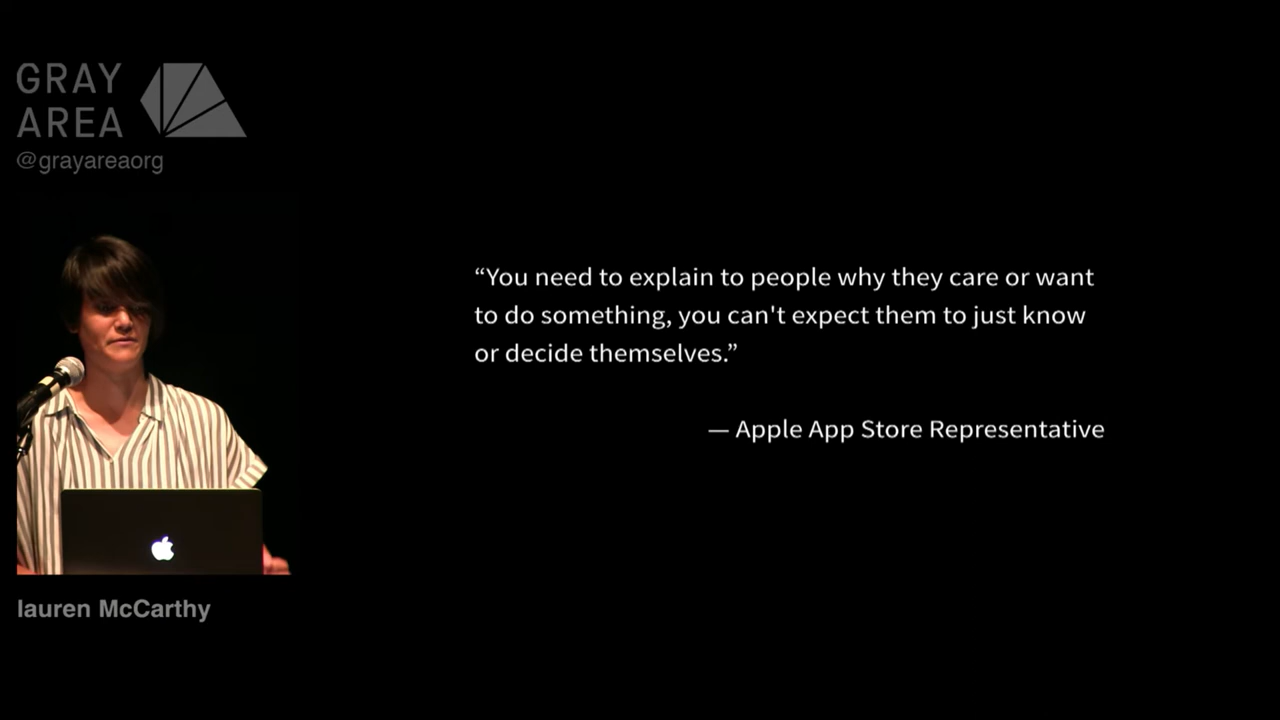 GRAY
AREA
@grayareaorg
“You need to explain to people why they care or want
to do something, you can't expect them to just know
or decide themselves.”
— Apple App Store Representative
lauren McCarthy